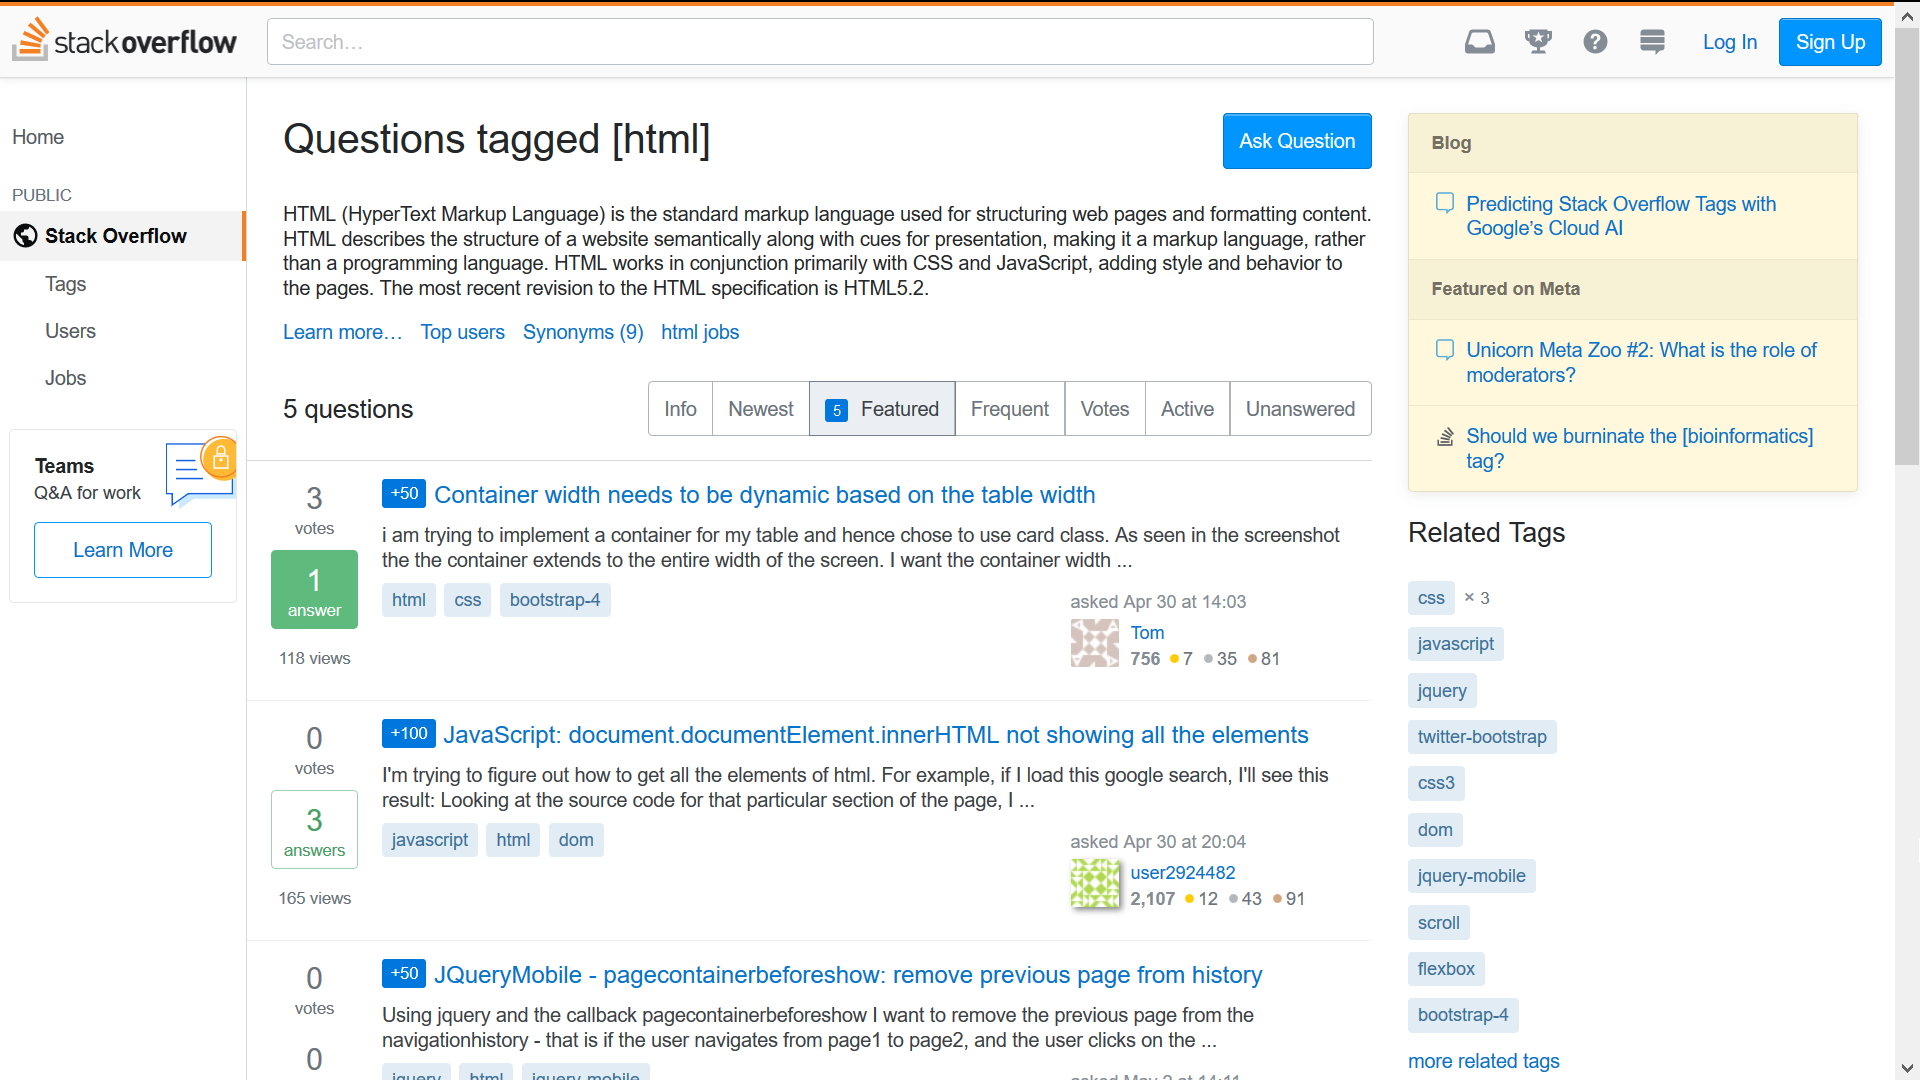 stackoverflow
Search…
Log In
Sign Up
Home
PUBLIC
Stack Overflow
Tags
Users
Jobs
Teams
Q&A for work
Learn More
Questions tagged [html]
Ask Question
HTML (HyperText Markup Language) is the standard markup language used for structuring web pages and formatting content.
HTML describes the structure of a website semantically along with cues for presentation, making it a markup language, rather
than a programming language. HTML works in conjunction primarily with CSS and JavaScript, adding style and behavior to
the pages. The most recent revision to the HTML specification is HTML5.2.
Learn more… Top users Synonyms (9) html jobs
5 questions
Info Newest 5 Featured Frequent Votes Active Unanswered
3
votes
1
answer
118 views
+50 Container width needs to be dynamic based on the table width
i am trying to implement a container for my table and hence chose to use card class. As seen in the screenshot
the the container extends to the entire width of the screen. I want the container width ...
html css bootstrap-4
asked Apr 30 at 14:03
Tom
756 7 35 81
0
votes
3
answers
165 views
+100 JavaScript: document.documentElement.innerHTML not showing all the elements
I'm trying to figure out how to get all the elements of html. For example, if I load this google search, I'll see this
result: Looking at the source code for that particular section of the page, I ...
javascript html dom
asked Apr 30 at 20:04
user2924482
2,107 12 43 91
0
votes
0
+50 JQueryMobile - pagecontainerbeforeshow: remove previous page from history
Using jquery and the callback pagecontainerbeforeshow I want to remove the previous page from the
navigationhistory - that is if the user navigates from page1 to page2, and the user clicks on the ...
jquery html jquery-mobile
asked May 2 at 14:11
Blog
Predicting Stack Overflow Tags with
Google’s Cloud AI
Featured on Meta
Unicorn Meta Zoo #2: What is the role of
moderators?
Should we burninate the [bioinformatics]
tag?
Related Tags
css × 3
javascript
jquery
twitter-bootstrap
css3
dom
jquery-mobile
scroll
flexbox
bootstrap-4
more related tags